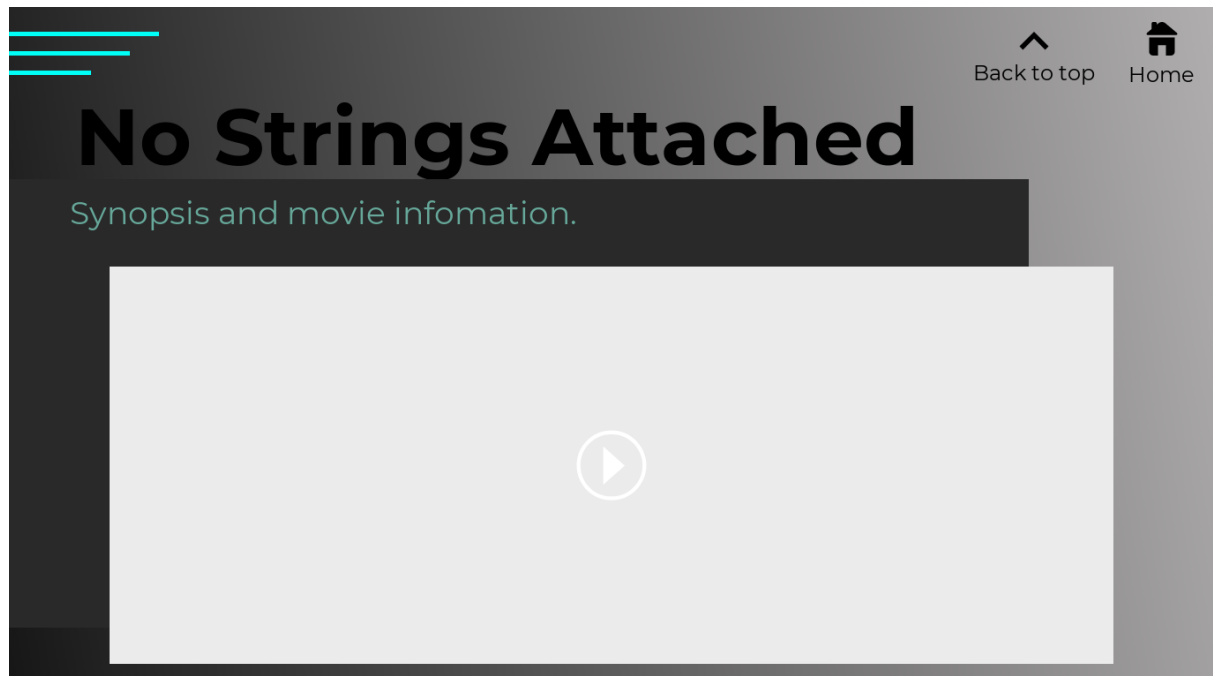 Back to top
Home
No Strings Attached
Synopsis and movie infomation.